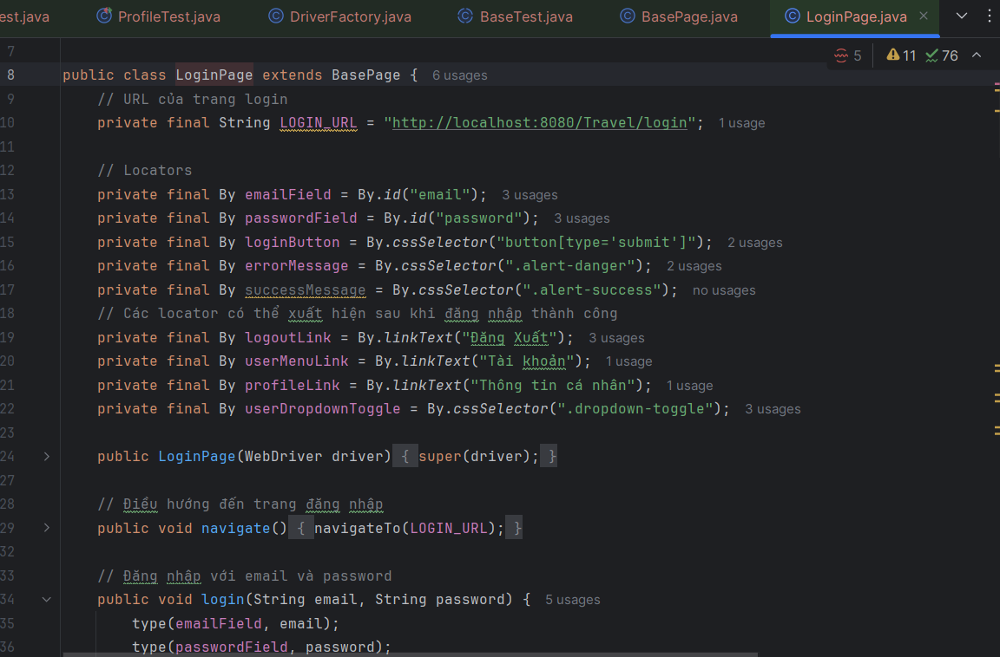 est.java ProfileTest.java DriverFactory.java BaseTest.java BasePage.java LoginPage.java
5 11 76
7
8 public class LoginPage extends BasePage { 6 usages
9 // URL của trang login
10 private final String LOGIN_URL = "http://localhost:8080/Travel/login"; 1 usage
11
12 // Locators
13 private final By emailField = By.id("email"); 3 usages
14 private final By passwordField = By.id("password"); 3 usages
15 private final By loginButton = By.cssSelector("button[type='submit']"); 2 usages
16 private final By errorMessage = By.cssSelector(".alert-danger"); 2 usages
17 private final By successMessage = By.cssSelector(".alert-success"); no usages
18 // Các locator có thể xuất hiện sau khi đăng nhập thành công
19 private final By logoutLink = By.linkText("Đăng Xuất"); 3 usages
20 private final By userMenuLink = By.linkText("Tài khoản"); 1 usage
21 private final By profileLink = By.linkText("Thông tin cá nhân"); 1 usage
22 private final By userDropdownToggle = By.cssSelector(".dropdown-toggle"); 3 usages
23
24 public LoginPage(WebDriver driver) { super(driver); }
27
28 // Điều hướng đến trang đăng nhập
29 public void navigate() { navigateTo(LOGIN_URL); }
32
33 // Đăng nhập với email và password
34 public void login(String email, String password) { 5 usages
35 type(emailField, email);
36 type(passwordField, password);